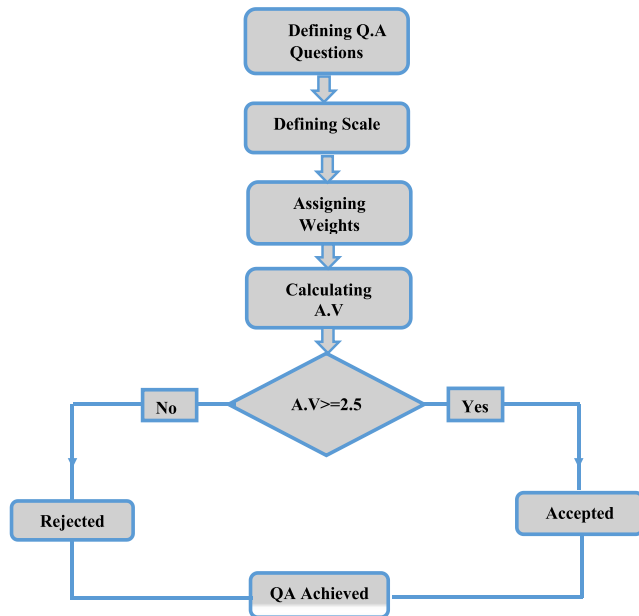 Defining Q.A
Questions
Defining Scale
Assigning
Weights
Calculating
A.V
A.V>=2.5
No
Yes
Rejected
Accepted
QA Achieved